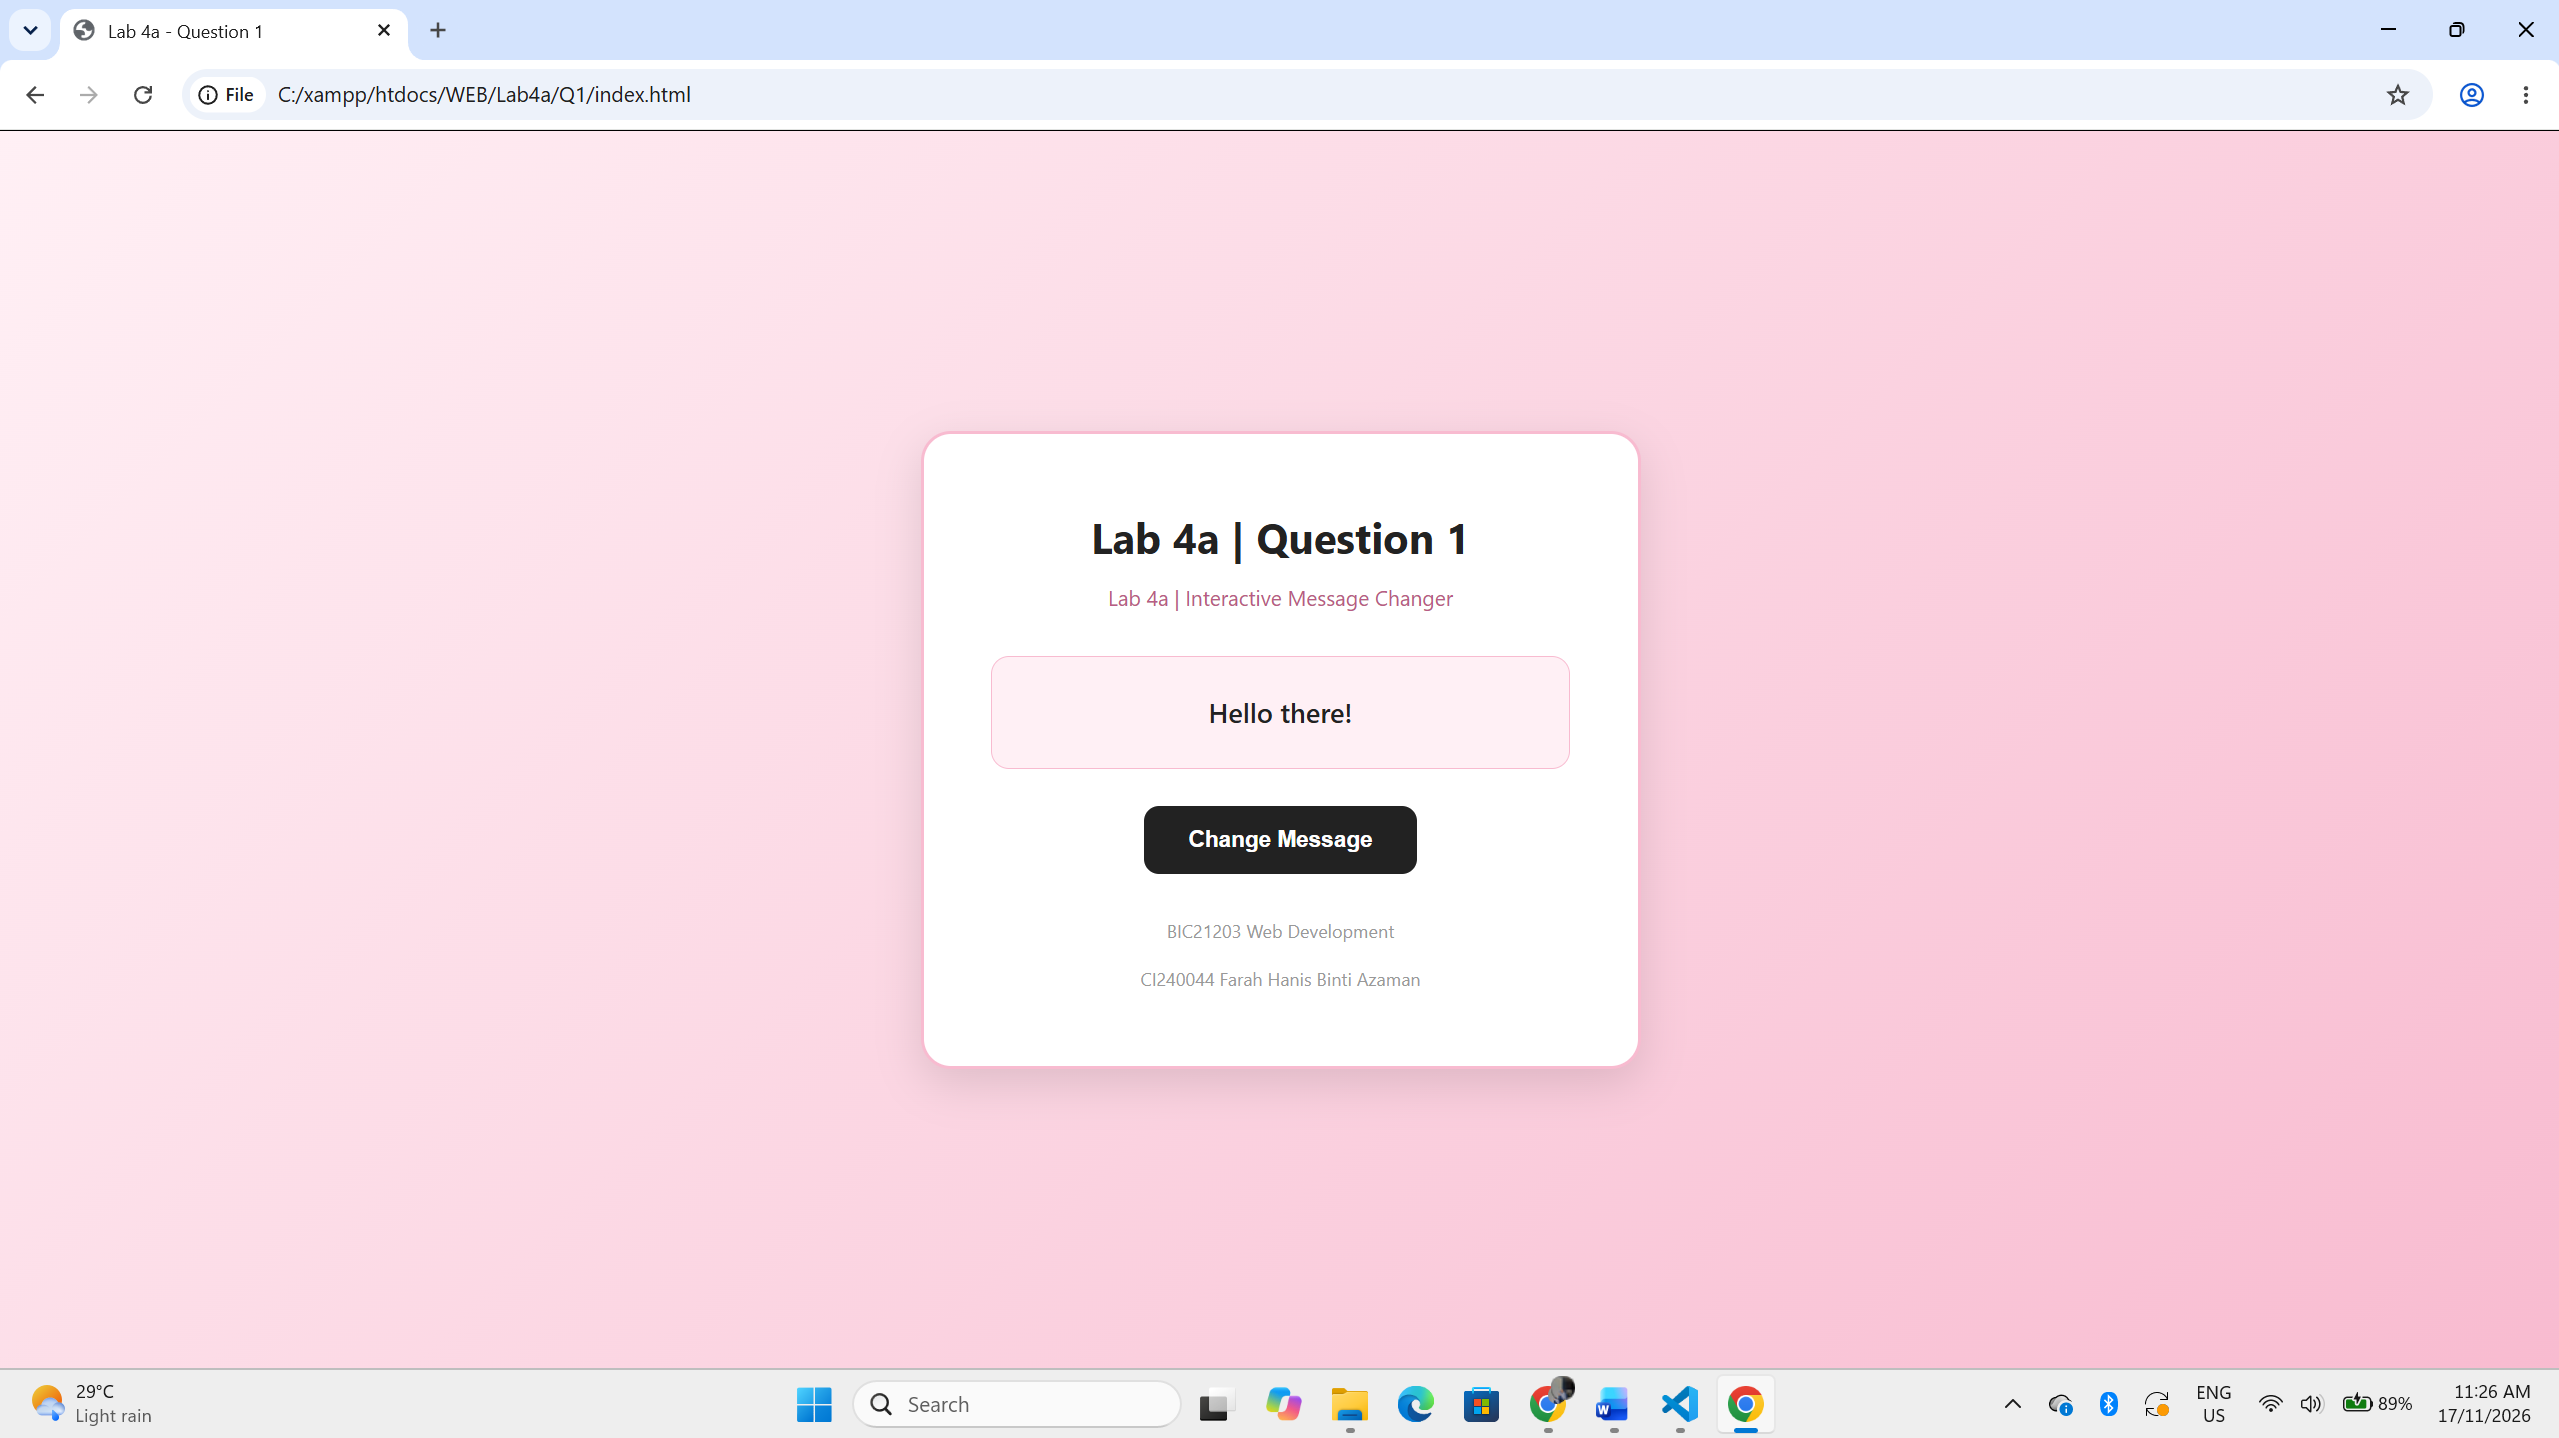 Lab 4a - Question 1
File
C:/xampp/htdocs/WEB/Lab4a/Q1/index.html
Lab 4a | Question 1
Lab 4a | Interactive Message Changer
Hello there!
Change Message
BIC21203 Web Development
CI240044 Farah Hanis Binti Azaman
29°C
Light rain
Search
W
ENG
US
89%
11:26 AM
17/11/2026